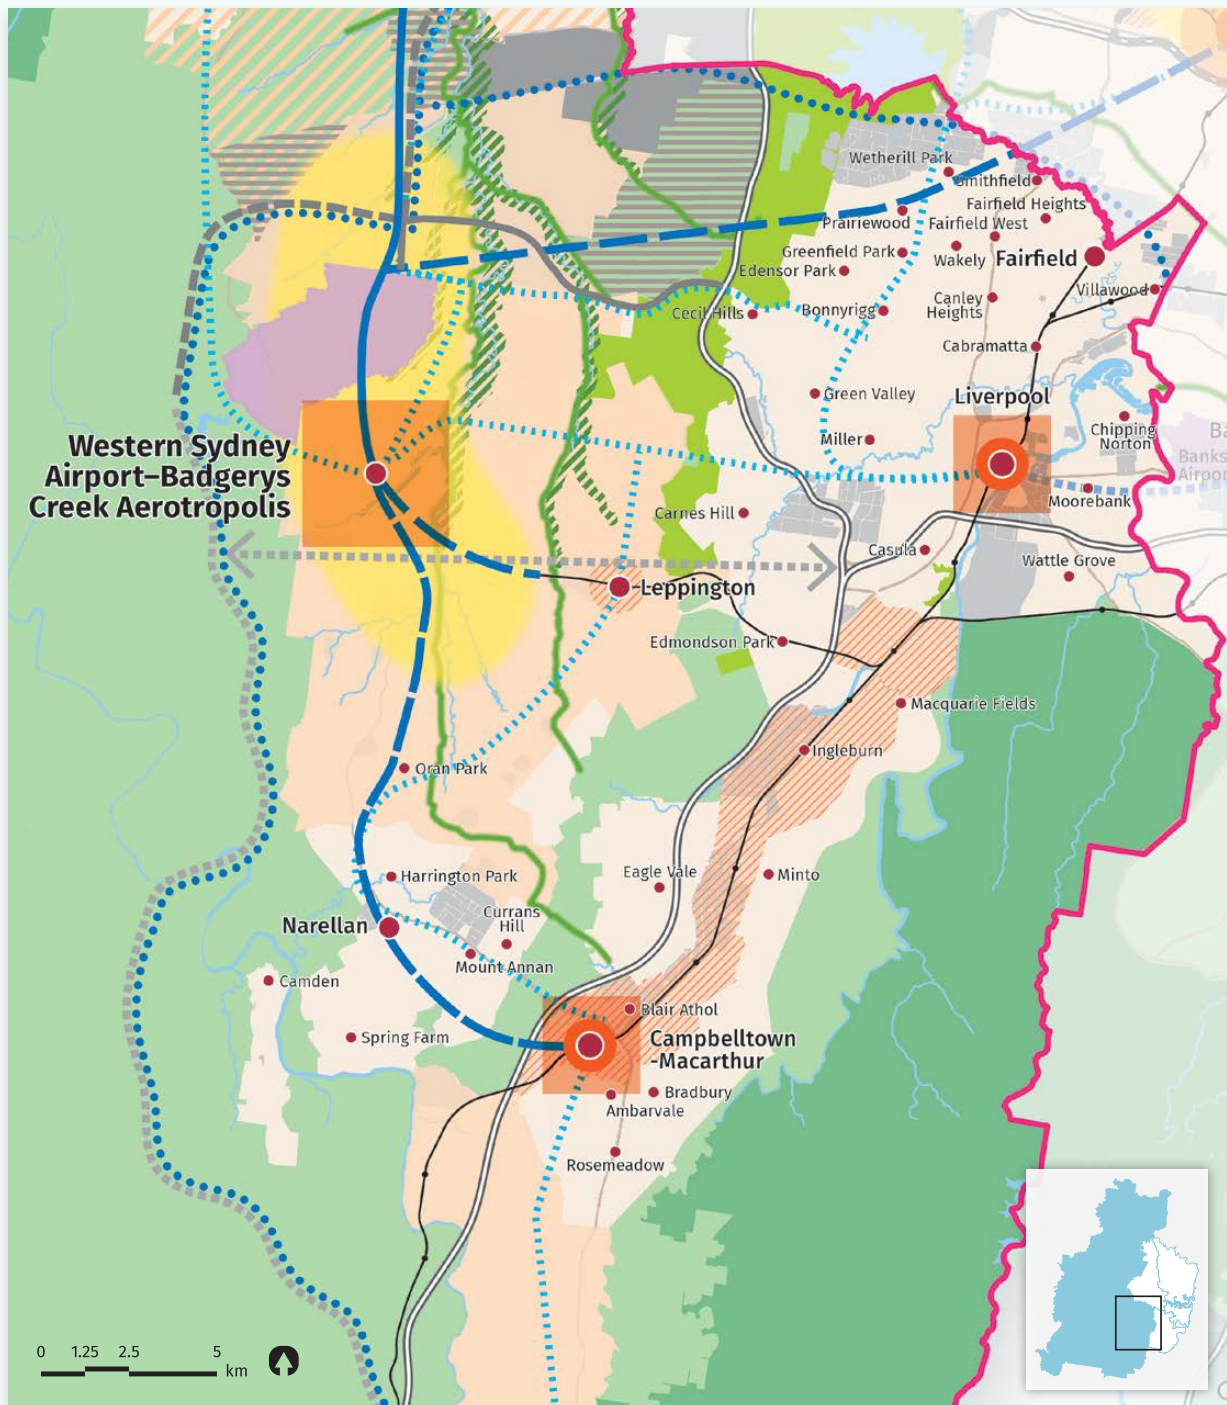 Wetherill Park
Smithfield
Fairfield Heights
Prairiewood
Fairfield West
Greenfield Park
Wakely
Fairfield
Edensor Park
Villawood
Cecil Hills
Bonnyrigg
Canley
Heights
Cabramatta
Green Valley
Liverpool
Miller
Chipping
Norton
Western Sydney
Airport–Badgerys
Creek Aerotropolis
Moorebank
Carnes Hill
Casula
Wattle Grove
Leppington
Edmondson Park
Macquarie Fields
Ingleburn
Oran Park
Harrington Park
Eagle Vale
Minto
Currans
Hill
Narellan
Mount Annan
Camden
Blair Athol
Spring Farm
Campbelltown
-Macarthur
Bradbury
Ambarvale
Rosemeadow
0 1.25 2.5 5
km